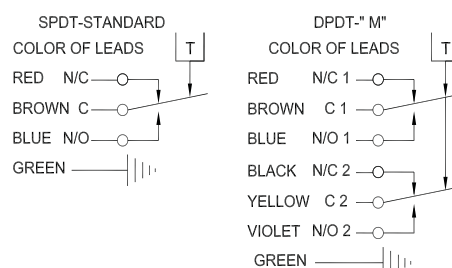 SPDT-STANDARD
COLOR OF LEADS T
RED N/C
BROWN C
BLUE N/O
GREEN
DPDT-" M"
COLOR OF LEADS T
RED N/C 1
BROWN C 1
BLUE N/O 1
BLACK N/C 2
YELLOW C 2
VIOLET N/O 2
GREEN